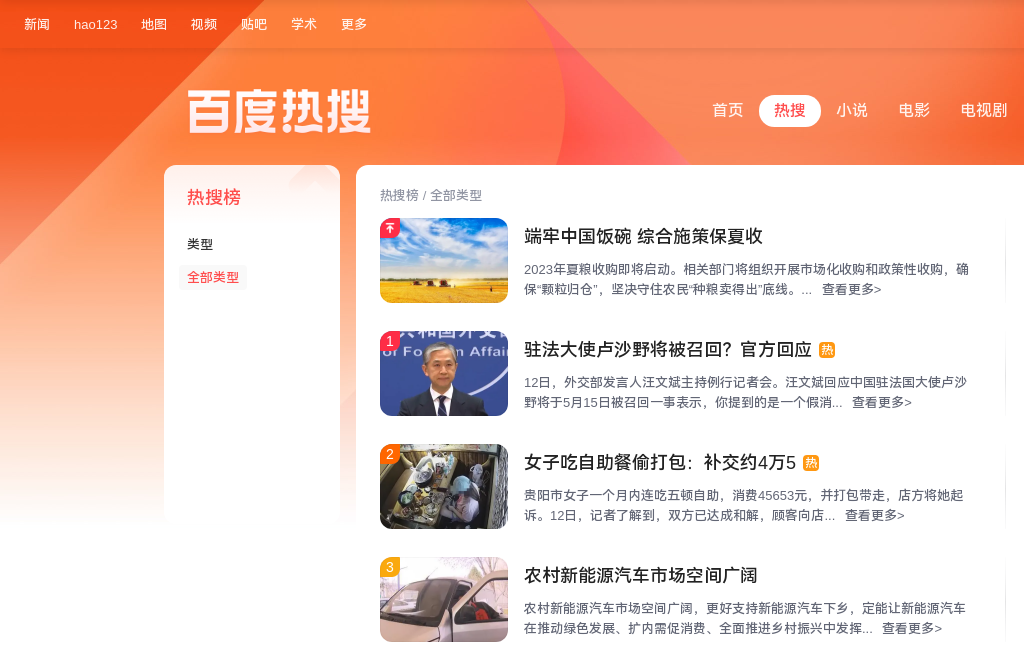 新闻 hao123 地图 视频 贴吧 学术 更多
百度热搜
首页 热搜 小说 电影 电视剧
热搜榜
类型
全部类型
热搜榜 / 全部类型
端牢中国饭碗 综合施策保夏收
2023年夏粮收购即将启动。相关部门将组织开展市场化收购和政策性收购，确
保“颗粒归仓”，坚决守住农民“种粮卖得出”底线。... 查看更多>
1
of Foreign Affair
驻法大使卢沙野将被召回？官方回应 热
12日，外交部发言人汪文斌主持例行记者会。汪文斌回应中国驻法国大使卢沙
野将于5月15日被召回一事表示，你提到的是一个假消... 查看更多>
2
女子吃自助餐偷打包：补交约4万5 热
贵阳市女子一个月内连吃五顿自助，消费45653元，并打包带走，店方将她起
诉。12日，记者了解到，双方已达成和解，顾客向店... 查看更多>
3
农村新能源汽车市场空间广阔
农村新能源汽车市场空间广阔，更好支持新能源汽车下乡，定能让新能源汽车
在推动绿色发展、扩内需促消费、全面推进乡村振兴中发挥... 查看更多>